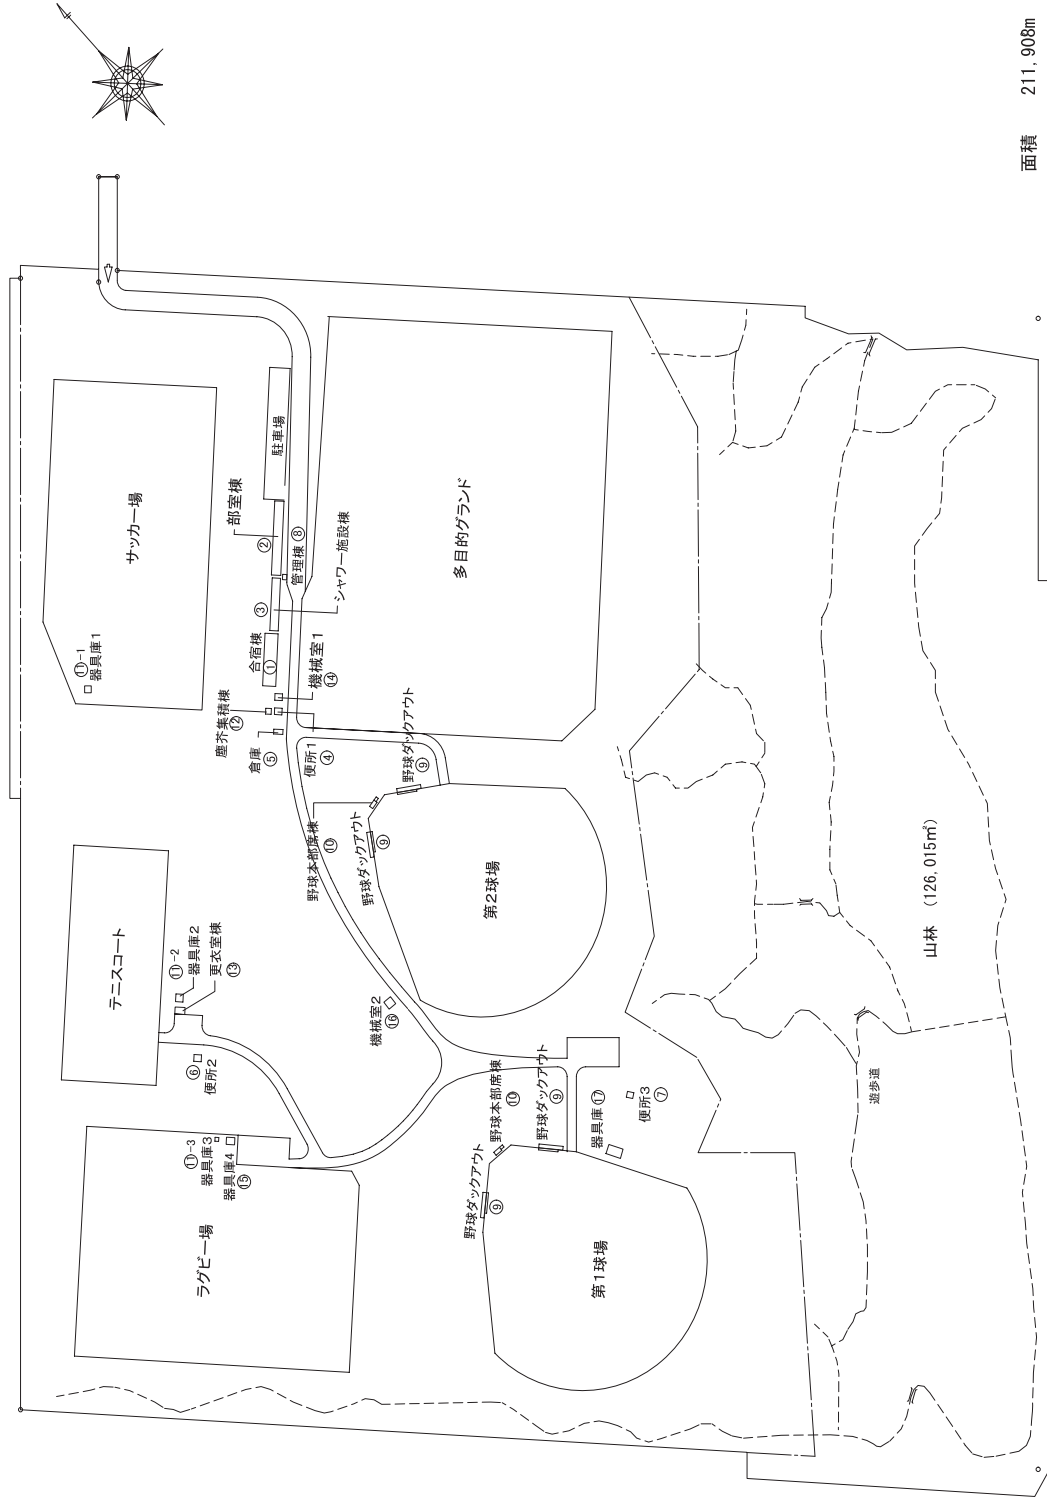 面積 211,908m
サッカー場
⑪-1
器具庫1
駐車場
部室棟
②
管理棟⑧
シャワー施設棟
③
合宿棟
①
機械室1
⑭
塵芥集積棟
⑫
倉庫
⑤
便所1
④
多目的グランド
野球ダックアウト
⑨
野球本部席棟
⑩
野球ダックアウト
⑨
第2球場
テニスコート
⑪-2
器具庫2
更衣室棟
⑬
⑥
便所2
機械室2
⑯
⑪-3
器具庫3
器具庫4
⑮
ラグビー場
野球本部席棟
⑩
野球ダックアウト
⑨
野球ダックアウト
⑨
器具庫⑰
便所3
⑦
第1球場
山林 (126,015㎡)
遊歩道